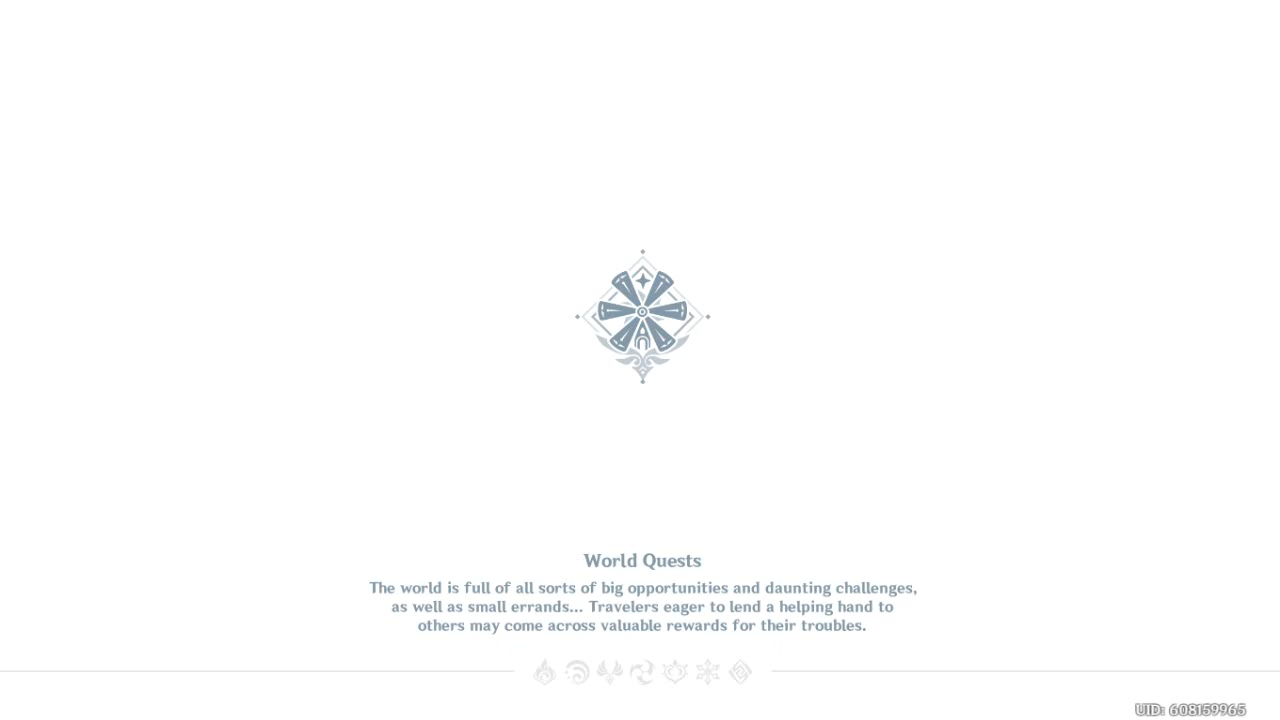 World Quests
The world is full of all sorts of big opportunities and daunting challenges,
as well as small errands... Travelers eager to lend a helping hand to
others may come across valuable rewards for their troubles.
UID: 608159965